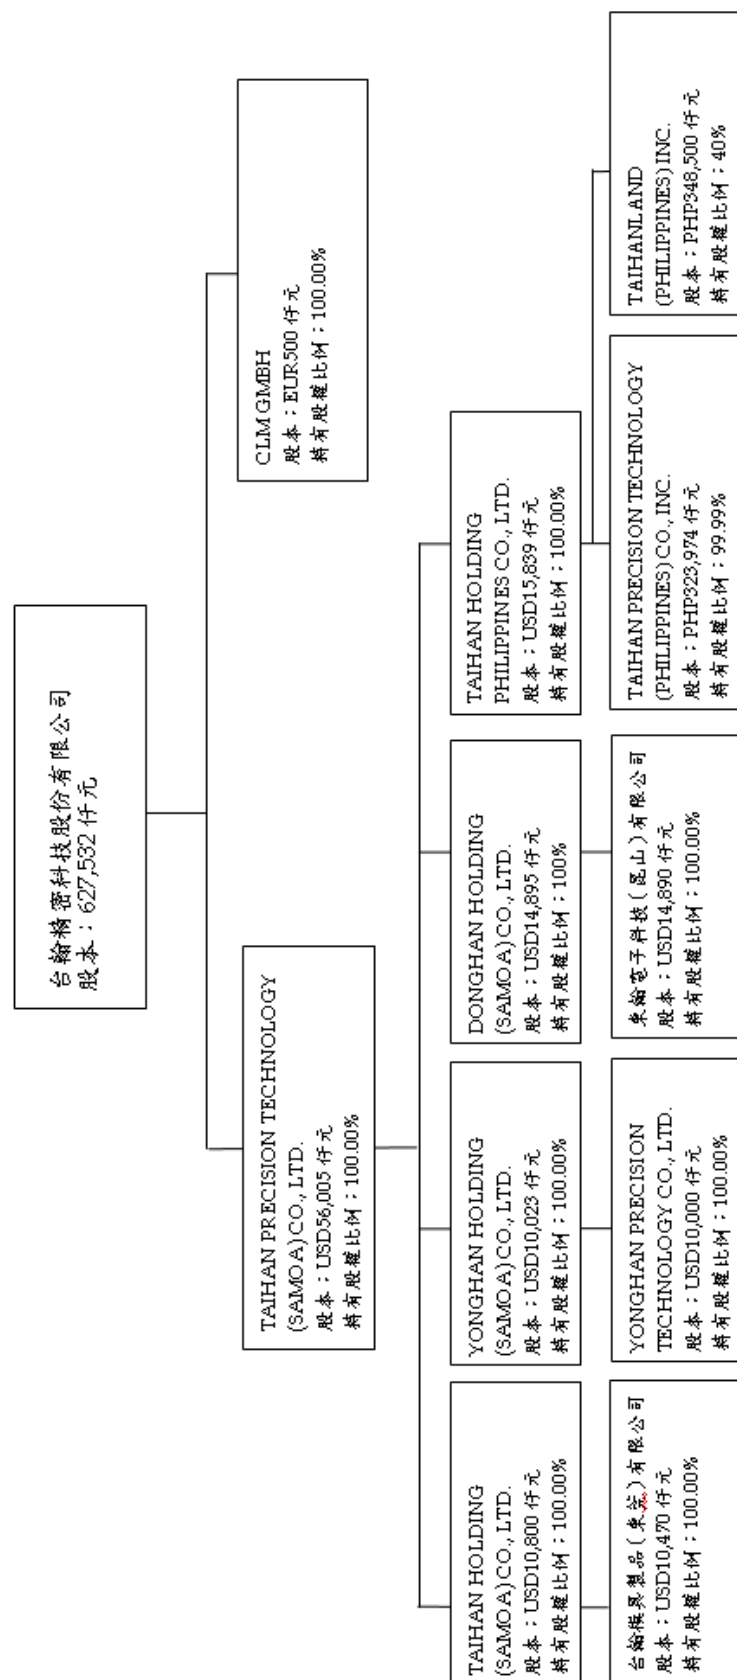 台翰精密科技股份有限公司
股本：627,532 仟元
TAIHAN PRECISION TECHNOLOGY
(SAMOA) CO., LTD.
股本：USD56,005 仟元
持有股權比例：100.00%
CLM GMBH
股本：EUR500 仟元
持有股權比例：100.00%
TAIHAN HOLDING
(SAMOA) CO., LTD.
股本：USD10,800 仟元
持有股權比例：100.00%
YONGHAN HOLDING
(SAMOA) CO., LTD.
股本：USD10,023 仟元
持有股權比例：100.00%
DONGHAN HOLDING
(SAMOA) CO., LTD.
股本：USD14,895 仟元
持有股權比例：100%
TAIHAN HOLDING
PHILIPPINES CO., LTD.
股本：USD15,839 仟元
持有股權比例：100.00%
台翰模具製品(東莞)有限公司
股本：USD10,470 仟元
持有股權比例：100.00%
YONGHAN PRECISION
TECHNOLOGY CO., LTD.
股本：USD10,000 仟元
持有股權比例：100.00%
東翰電子科技(昆山)有限公司
股本：USD14,890 仟元
持有股權比例：100.00%
TAIHAN PRECISION TECHNOLOGY
(PHILIPPINES) CO., INC.
股本：PHP323,974 仟元
持有股權比例：99.99%
TAIHANLAND
(PHILIPPINES) INC.
股本：PHP348,500 仟元
持有股權比例：40%